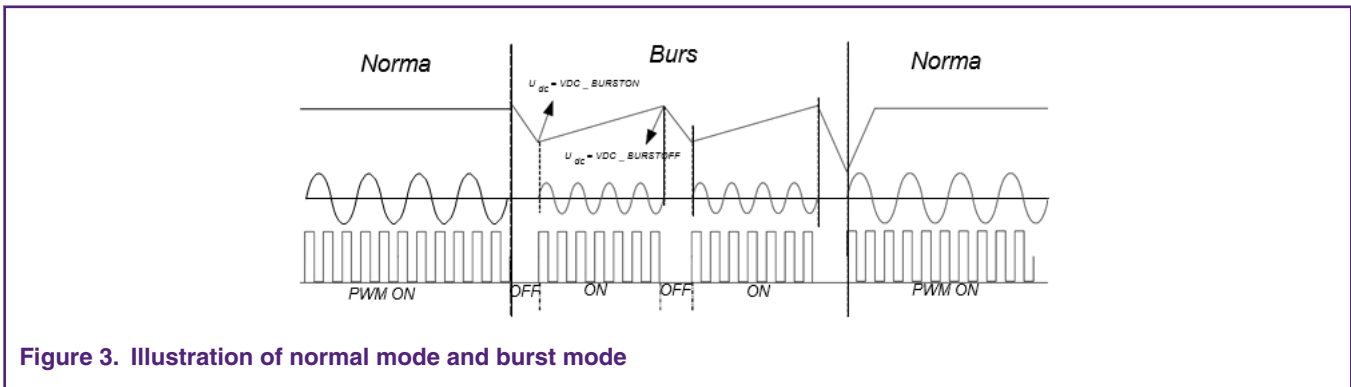 Norma
Burs
Norma
U dc = VDC _ BURSTON
U dc = VDC _ BURSTOFF
PWM ON
OFF
ON
OFF
ON
PWM ON
Figure 3. Illustration of normal mode and burst mode